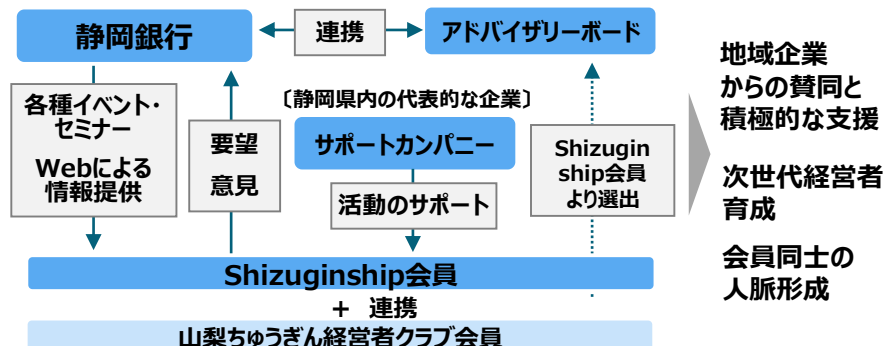 静岡銀行
連携
アドバイザリーボード
各種イベント・
セミナー
Webによる
情報提供
要望
意見
〔静岡県内の代表的な企業〕
サポートカンパニー
活動のサポート
Shizugin
ship会員
より選出
Shizuginship会員
+ 連携
山梨ちゅうぎん経営者クラブ会員
地域企業
からの賛同と
積極的な支援
次世代経営者
育成
会員同士の
人脈形成